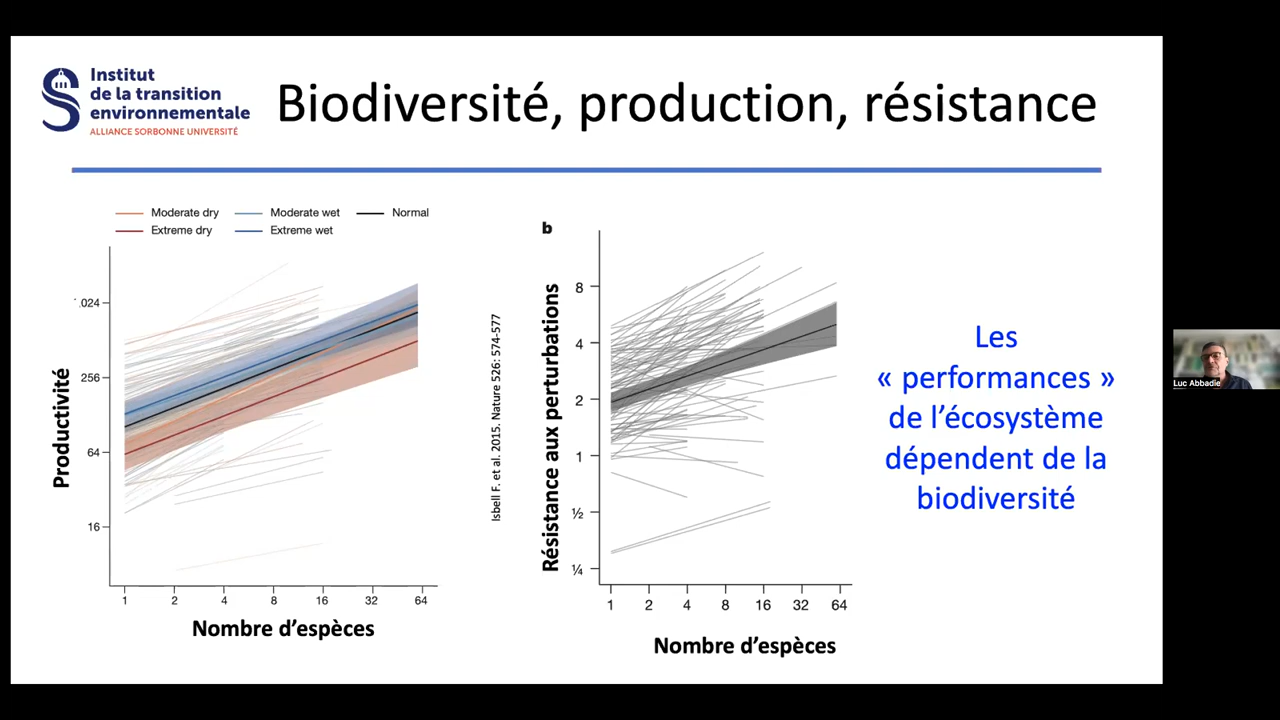 Institut
de la transition
environnementale
ALLIANCE SORBONNE UNIVERSITÉ
Biodiversité, production, résistance
Moderate dry
Moderate wet
Normal
Extreme dry
Extreme wet
Productivité
.024
256
64
16
1 2 4 8 16 32 64
Nombre d'espèces
Isbell F. et al. 2015. Nature 526: 574-577
b
Résistance aux perturbations
8
4
2
1
½
¼
1 2 4 8 16 32 64
Nombre d'espèces
Les
« performances »
de l'écosystème
dépendent de la
biodiversité
Luc Abbadie